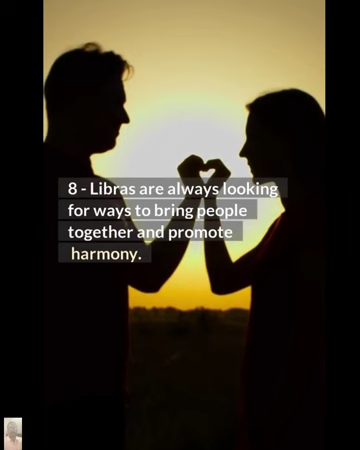 8 - Libras are always looking
for ways to bring people
together and promote
harmony.